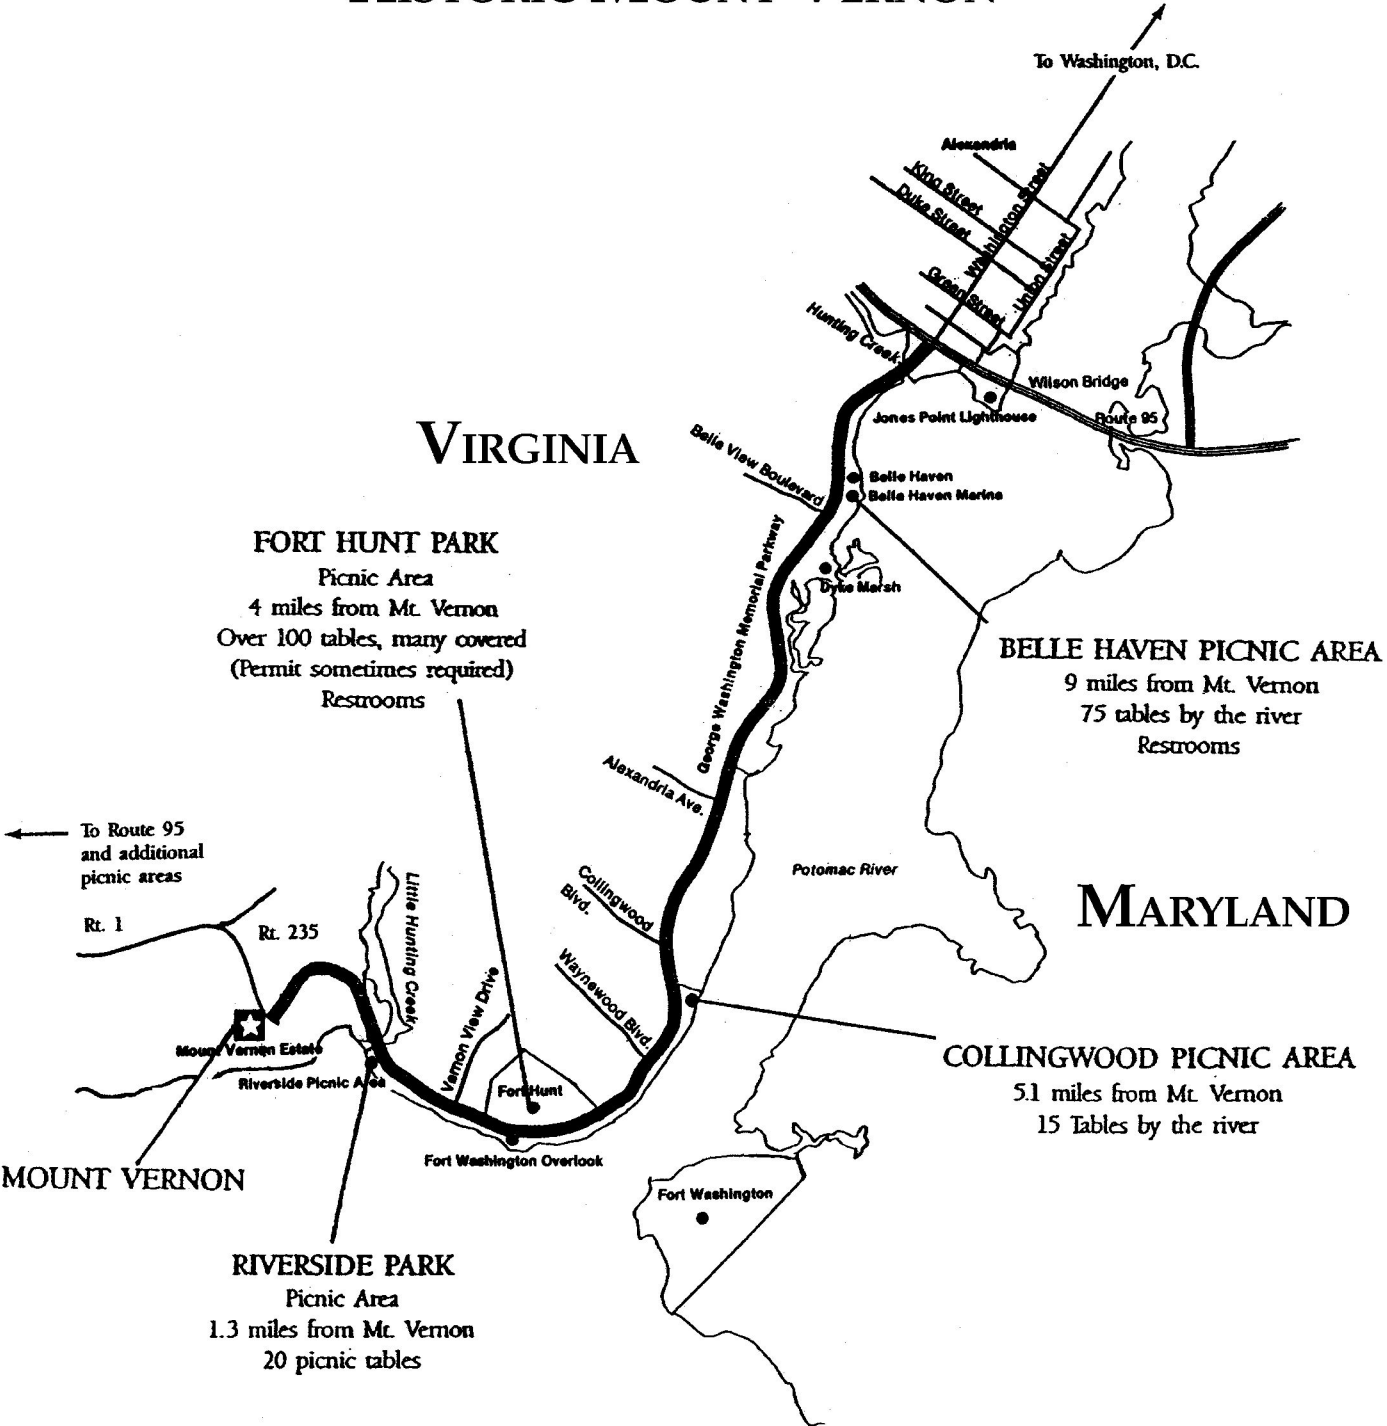 HISTORIC MOUNT VERNON
To Washington, D.C.
Alexandria
King Street
Duke Street
Washington Street
Union Street
Green Street
Hunting Creek
Wilson Bridge
Route 95
Jones Point Lighthouse
VIRGINIA
Belle View Boulevard
Belle Haven
Belle Haven Marina
George Washington Memorial Parkway
Dyke Marsh
FORT HUNT PARK
Picnic Area
4 miles from Mt. Vernon
Over 100 tables, many covered
(Permit sometimes required)
Restrooms
BELLE HAVEN PICNIC AREA
9 miles from Mt. Vernon
75 tables by the river
Restrooms
Alexandria Ave.
To Route 95
and additional
picnic areas
Potomac River
MARYLAND
Collingwood
Blvd.
Little Hunting Creek
Rt. 1
Rt. 235
Waynewood Blvd.
Vernon View Drive
Mount Vernon Estate
Riverside Picnic Area
Fort Hunt
COLLINGWOOD PICNIC AREA
5.1 miles from Mt. Vernon
15 Tables by the river
Fort Washington Overlook
MOUNT VERNON
Fort Washington
RIVERSIDE PARK
Picnic Area
1.3 miles from Mt. Vernon
20 picnic tables